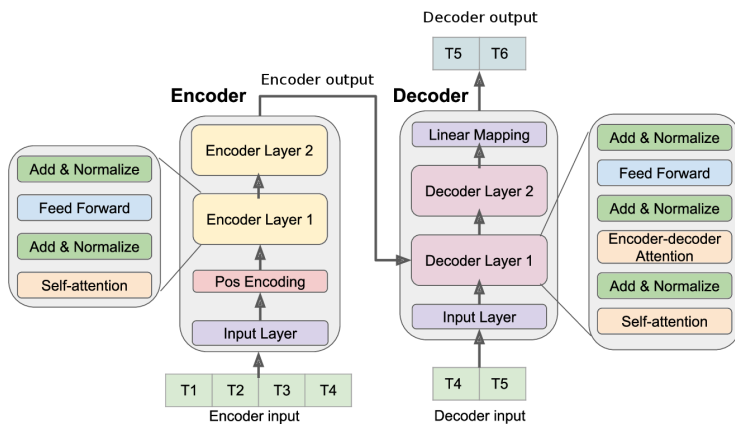 Decoder output
T5 T6
Encoder output
Encoder
Decoder
Encoder Layer 2
Encoder Layer 1
Pos Encoding
Input Layer
T1 T2 T3 T4
Encoder input
Add & Normalize
Feed Forward
Add & Normalize
Self-attention
Linear Mapping
Decoder Layer 2
Decoder Layer 1
Input Layer
T4 T5
Decoder input
Add & Normalize
Feed Forward
Add & Normalize
Encoder-decoder
Attention
Add & Normalize
Self-attention